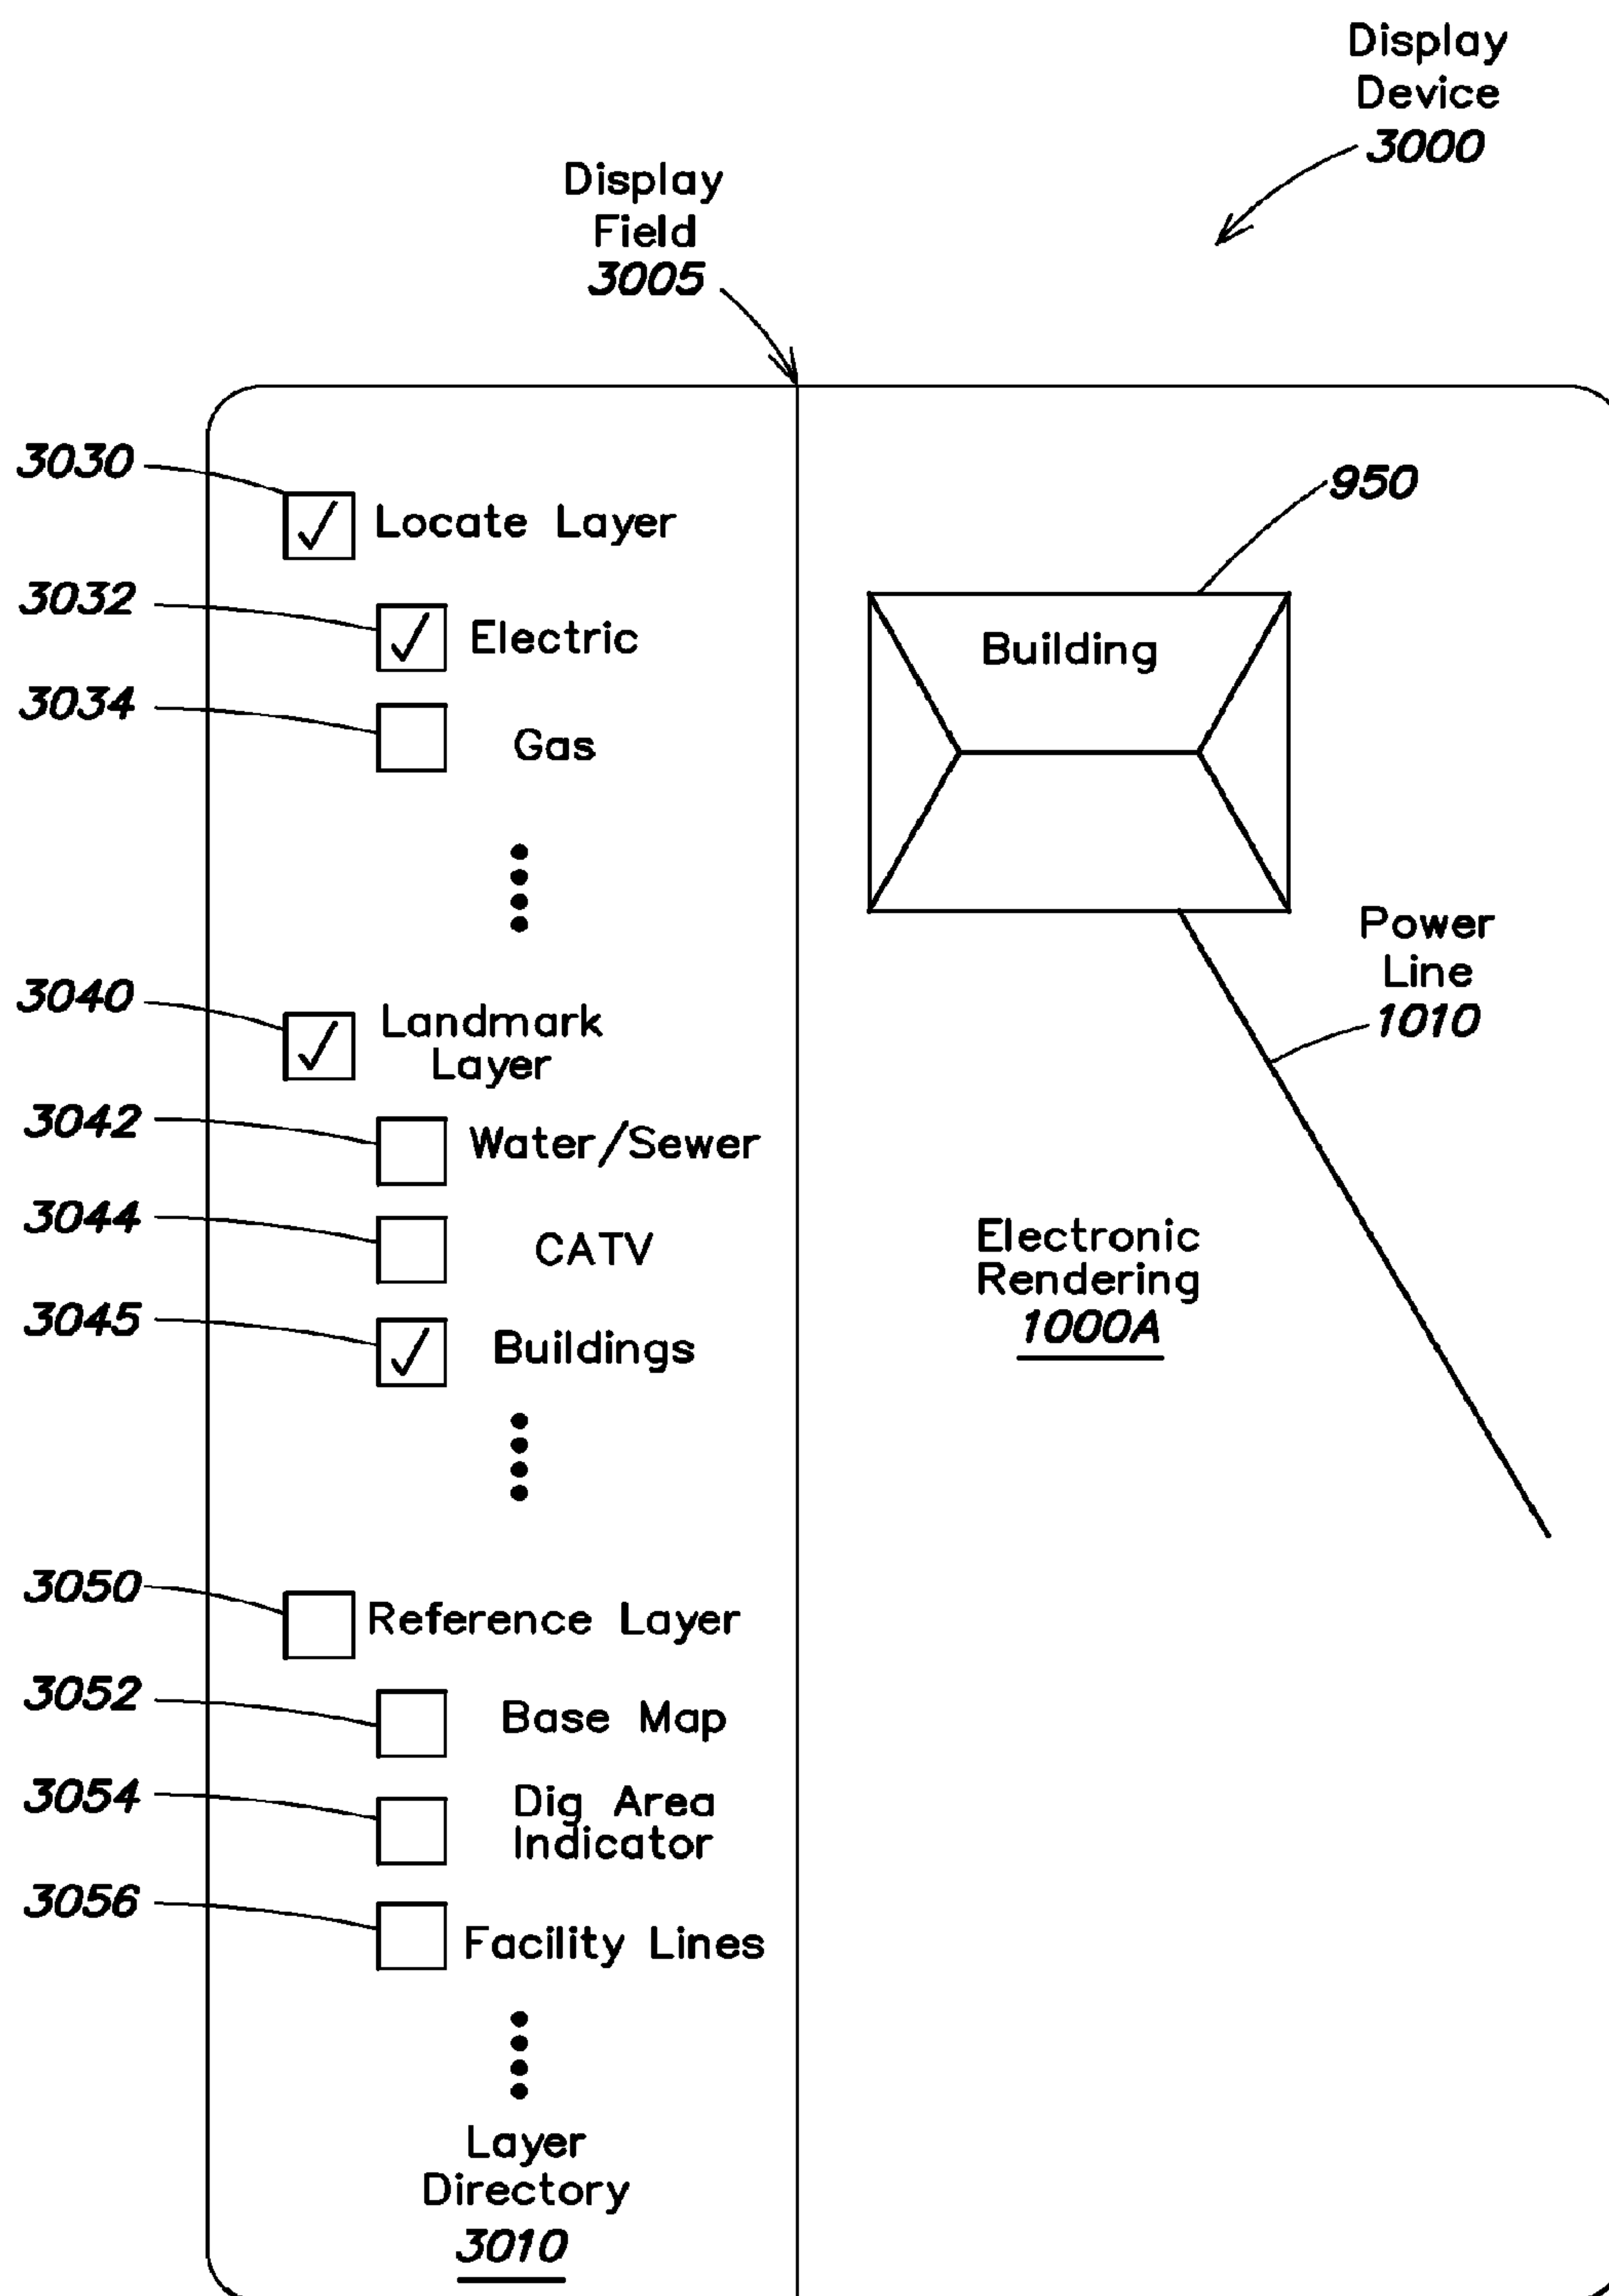 Display
Device
3000
Display
Field
3005
3030
Locate Layer
3032
Electric
3034
Gas
3040
Landmark
Layer
3042
Water/Sewer
3044
CATV
3045
Buildings
3050
Reference Layer
3052
Base Map
3054
Dig Area
Indicator
3056
Facility Lines
Layer
Directory
3010
950
Building
Power
Line
1010
Electronic
Rendering
1000A